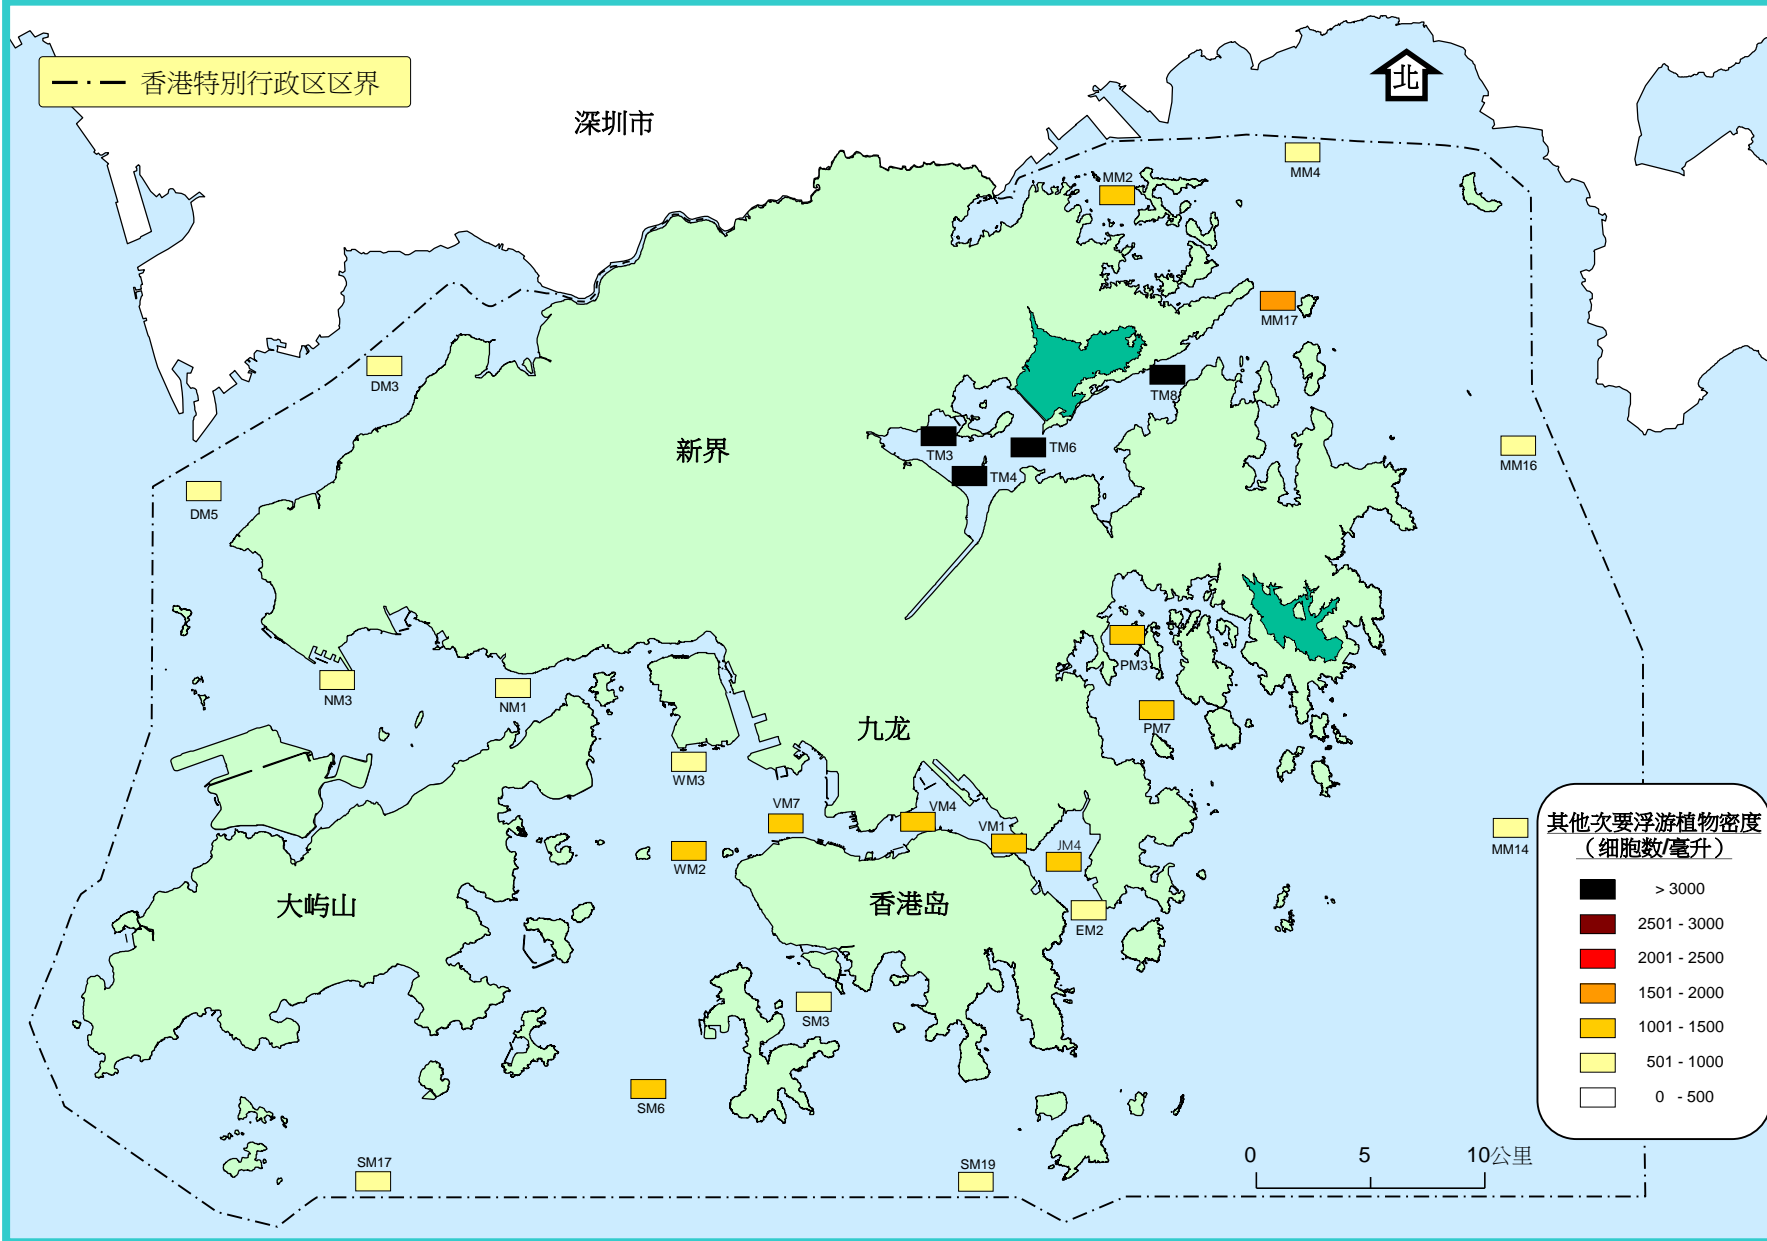 香港特别行政区区界
北
深圳市
MM2
MM4
MM17
DM3
TM8
TM3
TM6
TM4
新界
MM16
DM5
PM3
NM3
NM1
PM7
九龙
WM3
VM7
VM4
VM1
JM4
WM2
MM14
大屿山
香港岛
EM2
SM3
SM6
SM17
SM19
其他次要浮游植物密度
（细胞数/毫升）
> 3000
2501 - 3000
2001 - 2500
1501 - 2000
1001 - 1500
501 - 1000
0 - 500
0 5 10公里